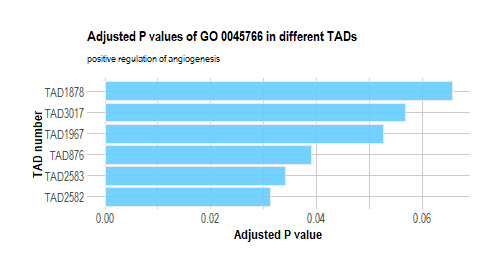 Adjusted P values of GO 0045766 in different TADs
positive regulation of angiogenesis
TAD number
TAD1878
TAD3017
TAD1967
TAD876
TAD2583
TAD2582
0.00 0.02 0.04 0.06
Adjusted P value